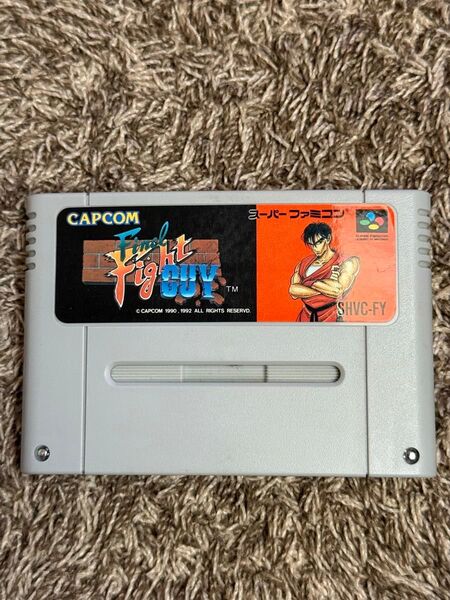 CAPCOM
Final
Fight
GUY TM
© CAPCOM 1990, 1992 ALL RIGHTS RESERVD.
スーパーファミコン
SHVC-FY